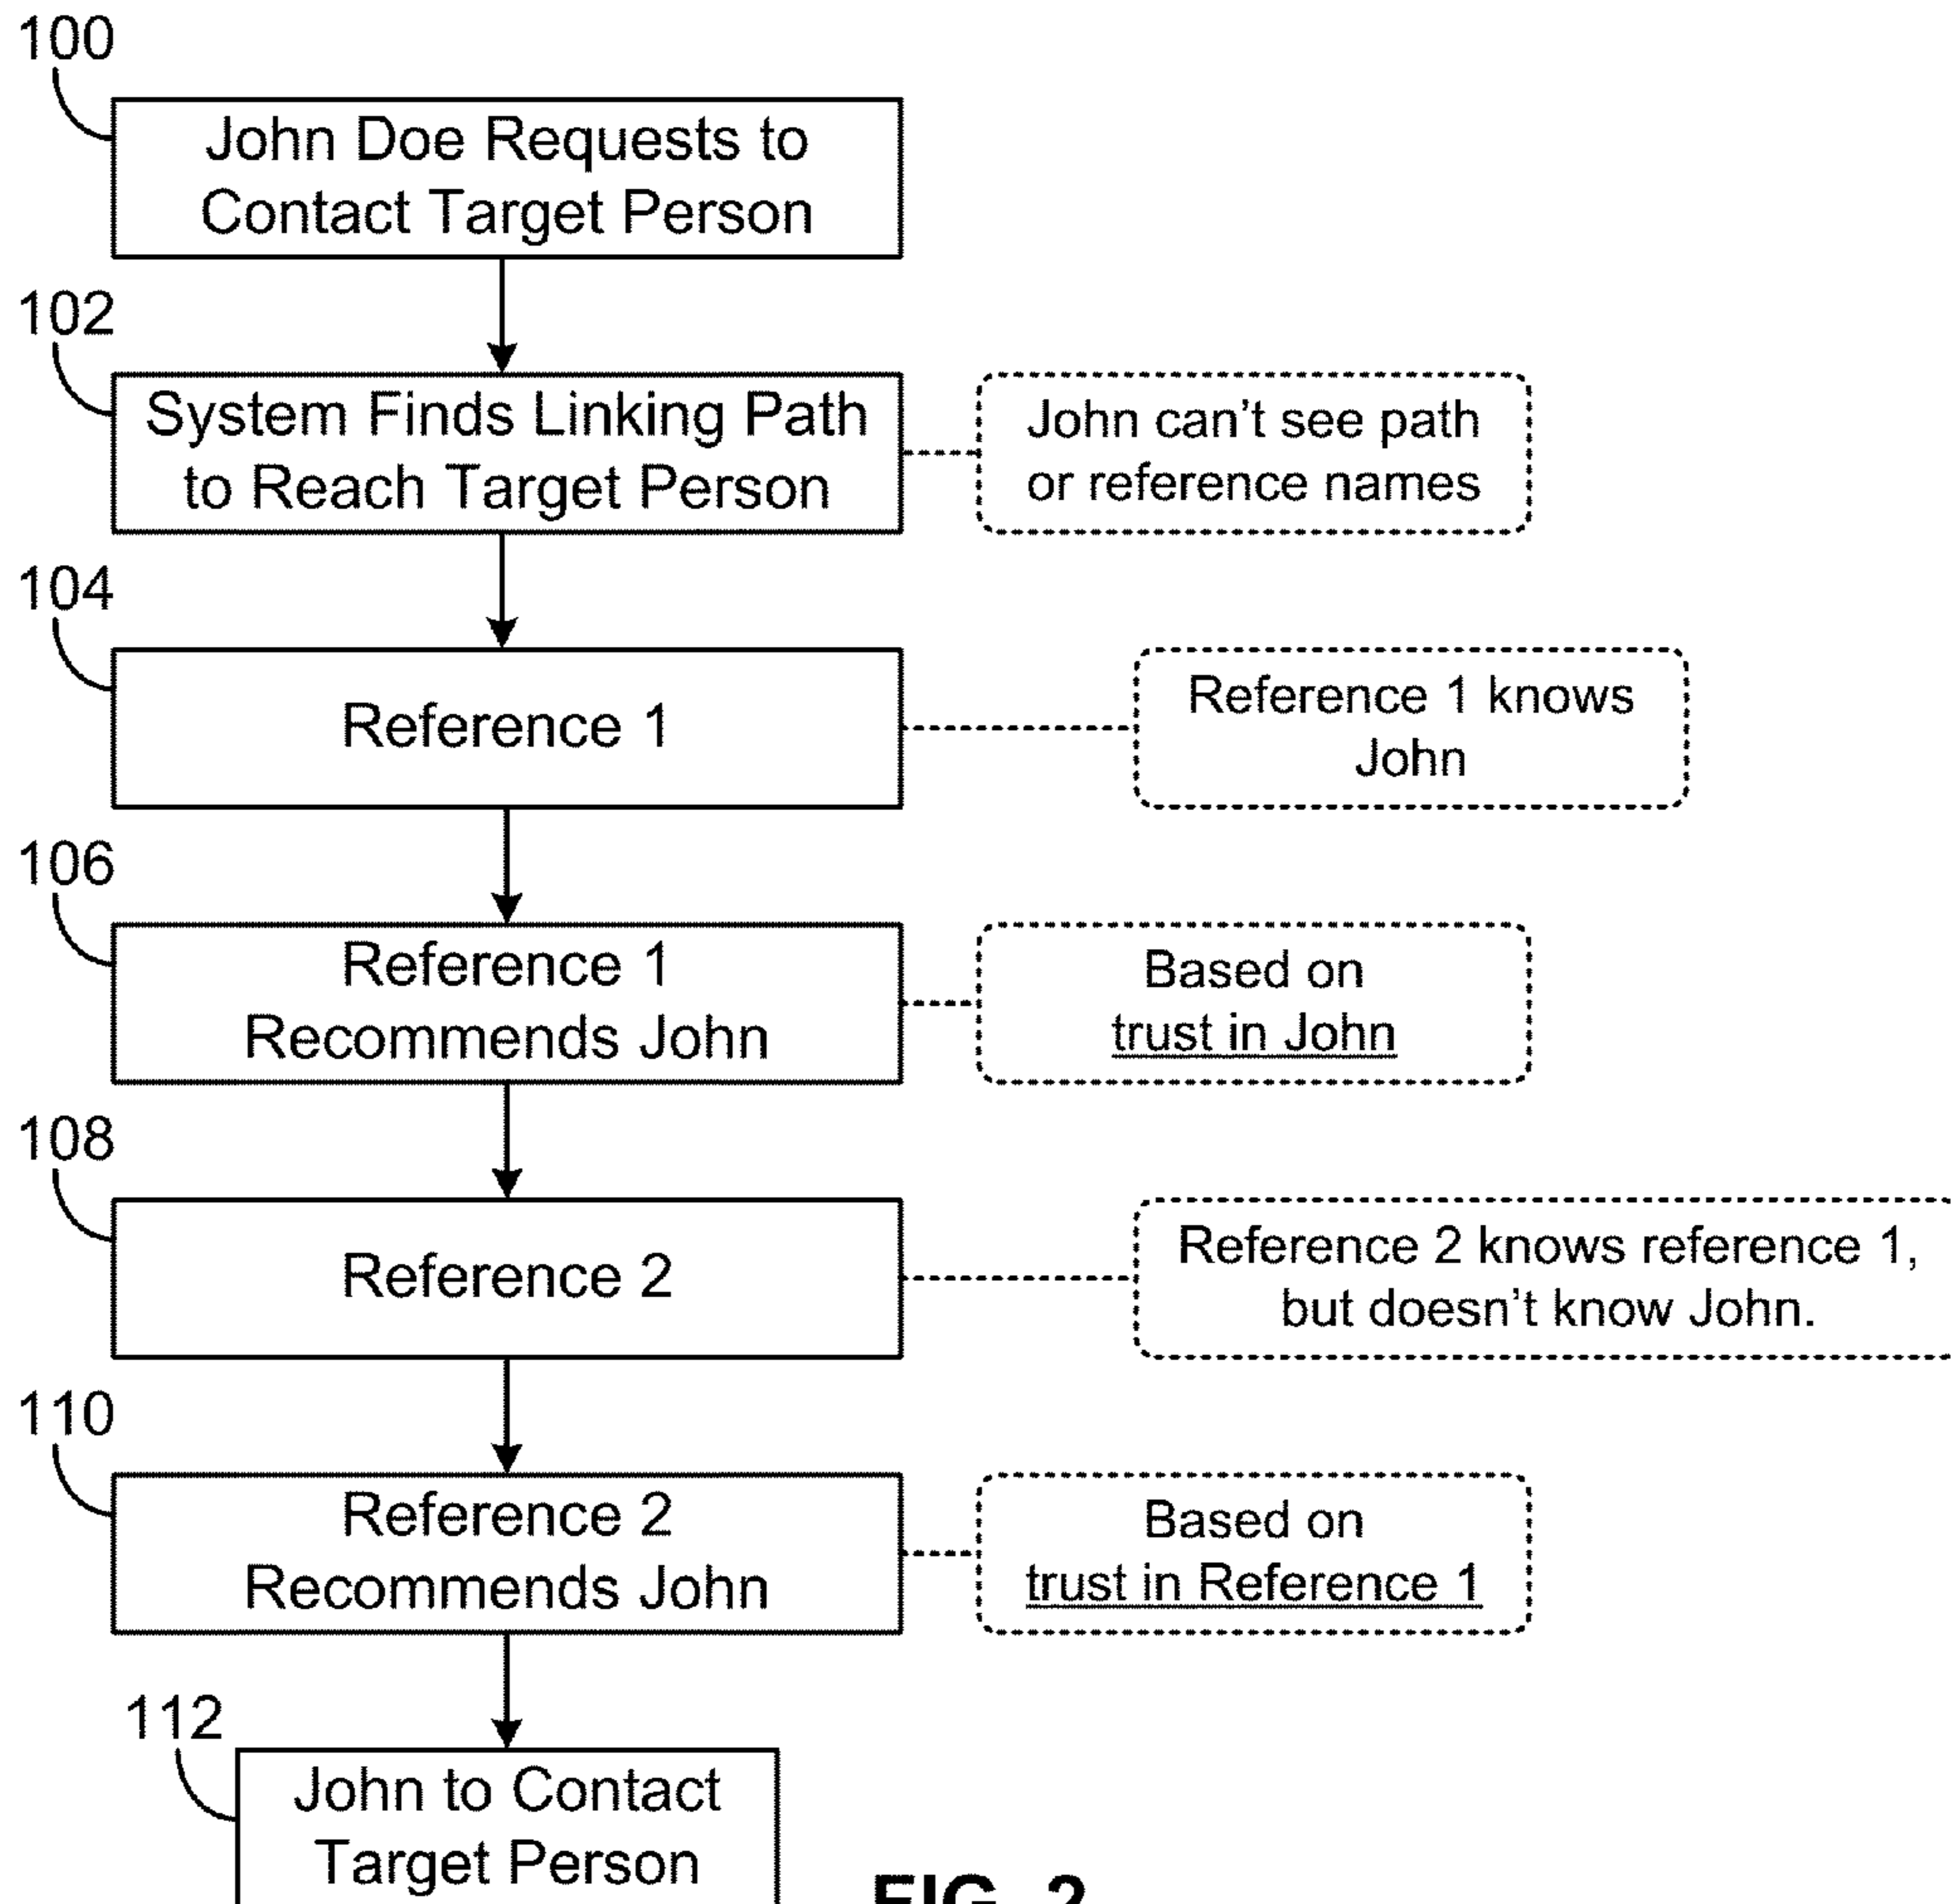 100
John Doe Requests to
Contact Target Person
102
System Finds Linking Path
to Reach Target Person
John can't see path
or reference names
104
Reference 1
Reference 1 knows
John
106
Reference 1
Recommends John
Based on
trust in John
108
Reference 2
Reference 2 knows reference 1,
but doesn't know John.
110
Reference 2
Recommends John
Based on
trust in Reference 1
112
John to Contact
Target Person
FIG. 2